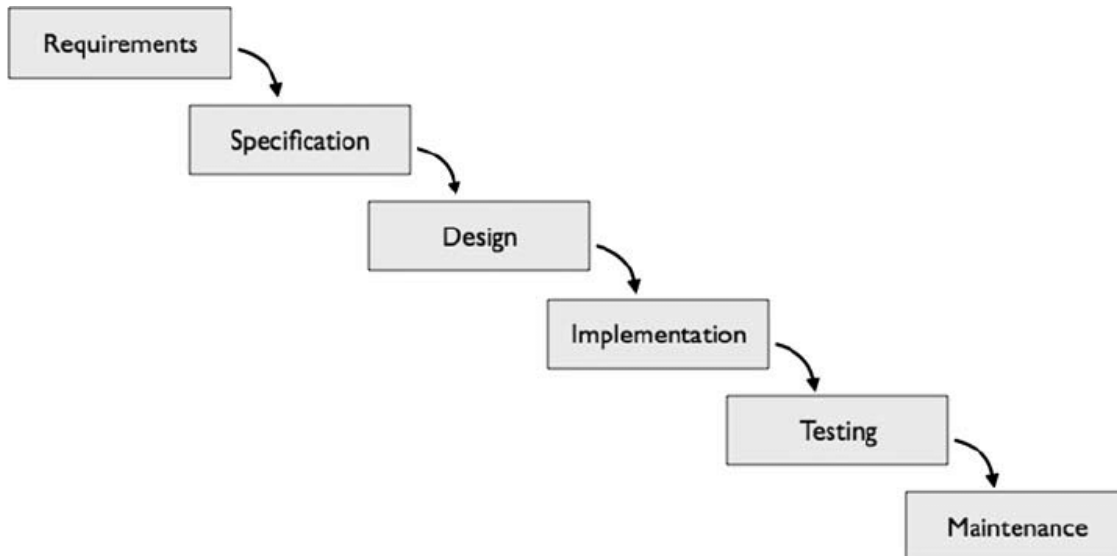 Requirements
Specification
Design
Implementation
Testing
Maintenance